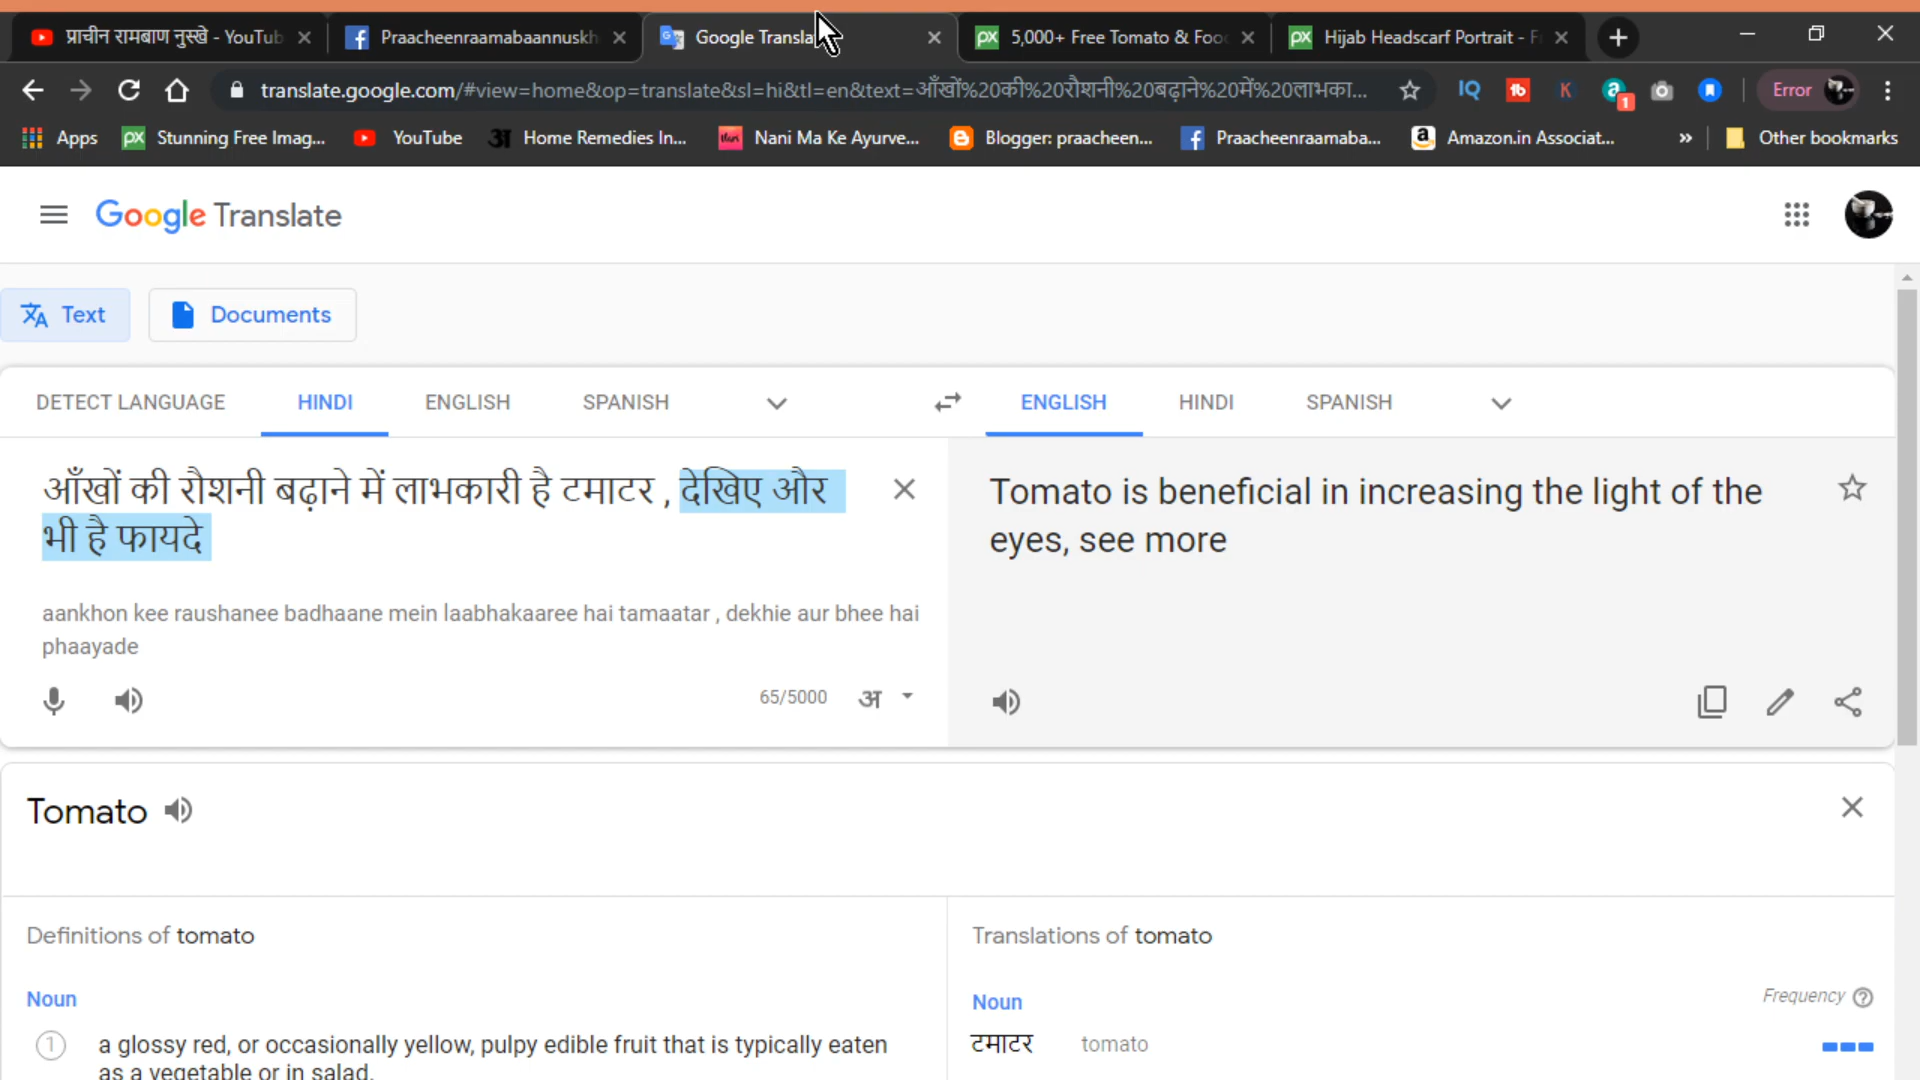 प्राचीन रामबाण नुस्खे - YouTub
Praacheenraamabaannuskh
Google Transla
5,000+ Free Tomato & Foo
Hijab Headscarf Portrait - F
translate.google.com/#view=home&op=translate&sl=hi&tl=en&text=आँखों%20की%20रौशनी%20बढ़ाने%20में%20लाभका...
Error
Apps
Stunning Free Imag...
YouTube
Home Remedies In...
Nani Ma Ke Ayurve...
Blogger: praacheen...
Praacheenraamaba...
Amazon.in Associat...
»
Other bookmarks
Google Translate
Text
Documents
DETECT LANGUAGE
HINDI
ENGLISH
SPANISH
ENGLISH
HINDI
SPANISH
आँखों की रौशनी बढ़ाने में लाभकारी है टमाटर , देखिए और
भी है फायदे
aankhon kee raushanee badhaane mein laabhakaaree hai tamaatar , dekhie aur bhee hai
phaayade
65/5000
अ
Tomato is beneficial in increasing the light of the
eyes, see more
Tomato
Definitions of tomato
Noun
1
a glossy red, or occasionally yellow, pulpy edible fruit that is typically eaten
as a vegetable or in salad.
Translations of tomato
Noun
Frequency
टमाटर
tomato